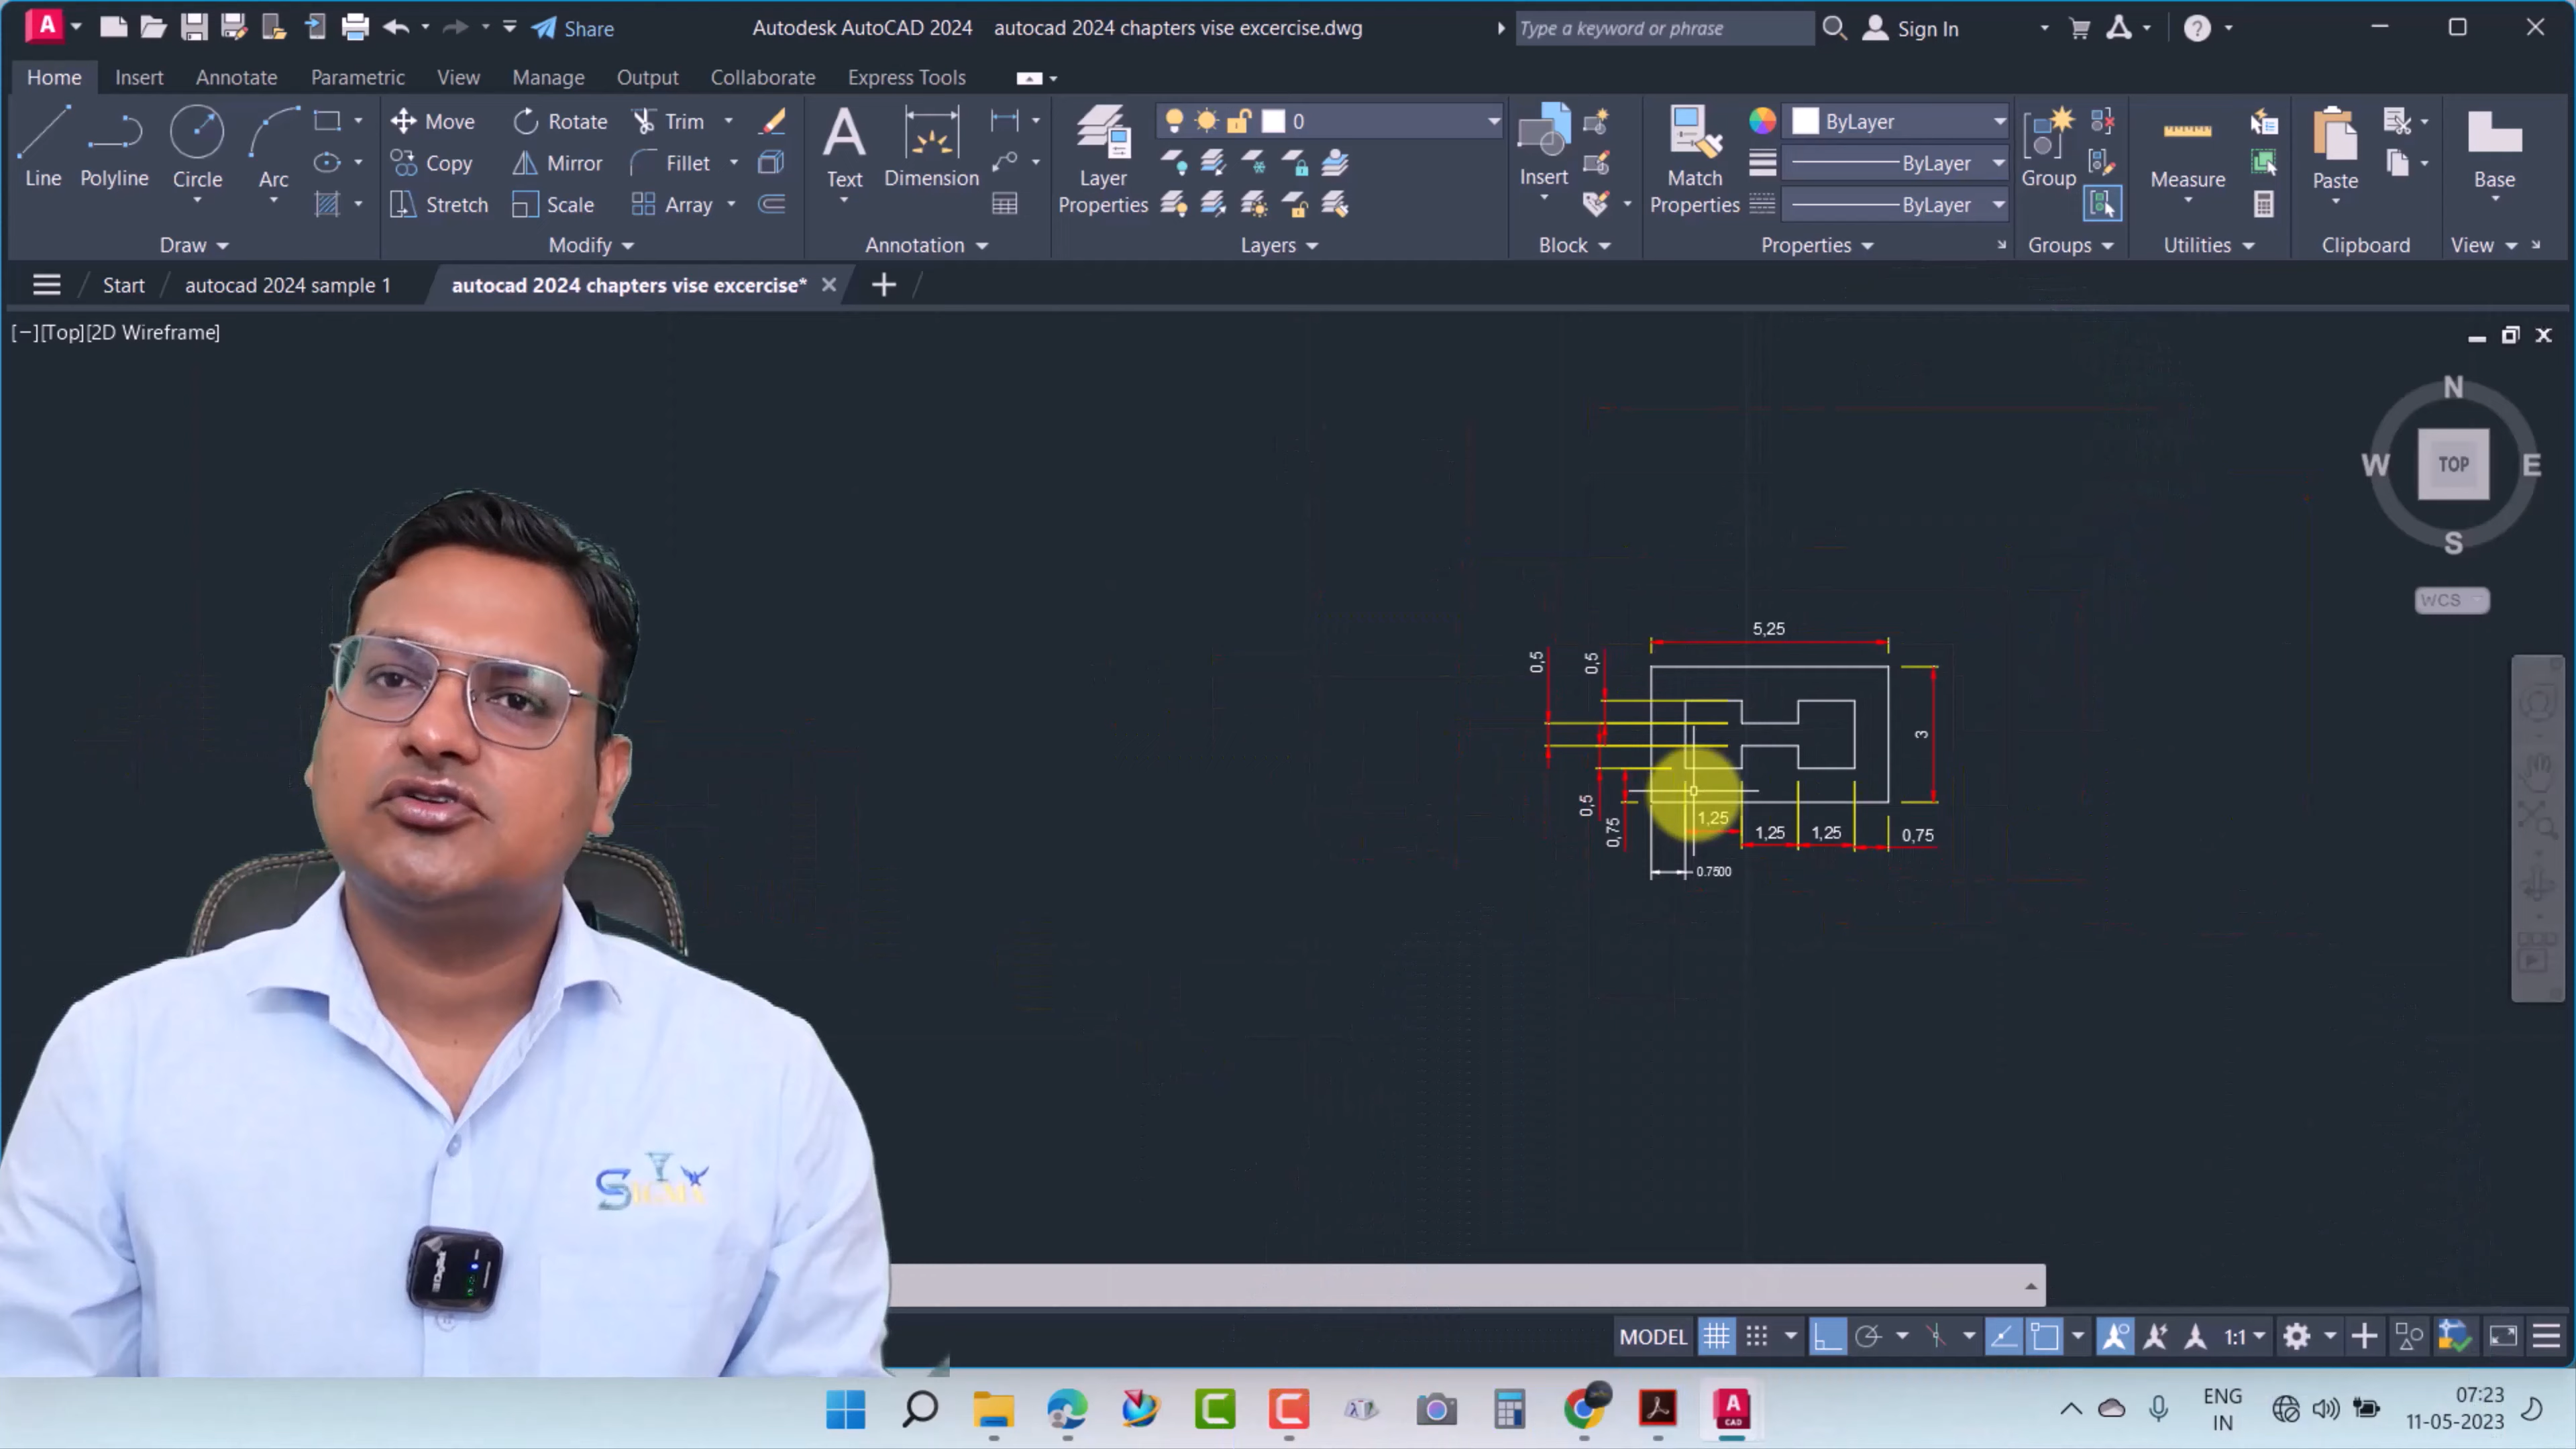 A Share Autodesk AutoCAD 2024 autocad 2024 chapters vise excercise.dwg Type a keyword or phrase Sign In
Home Insert Annotate Parametric View Manage Output Collaborate Express Tools
Line Polyline Circle Arc
Move Rotate Trim
Copy Mirror Fillet
Stretch Scale Array
Text Dimension
Layer Properties
0
Insert
Match Properties
ByLayer
ByLayer
ByLayer
Group
Measure
Paste
Base
Draw Modify Annotation Layers Block Properties Groups Utilities Clipboard View
Start autocad 2024 sample 1 autocad 2024 chapters vise excercise*
[−][Top][2D Wireframe]
N
W TOP E
S
WCS
5,25
0,5 0,5
3
0,5
0,75
1,25
1,25 1,25 0,75
0.7500
SIGMA
MODEL 1:1
A CAD
ENG
IN
07:23
11-05-2023